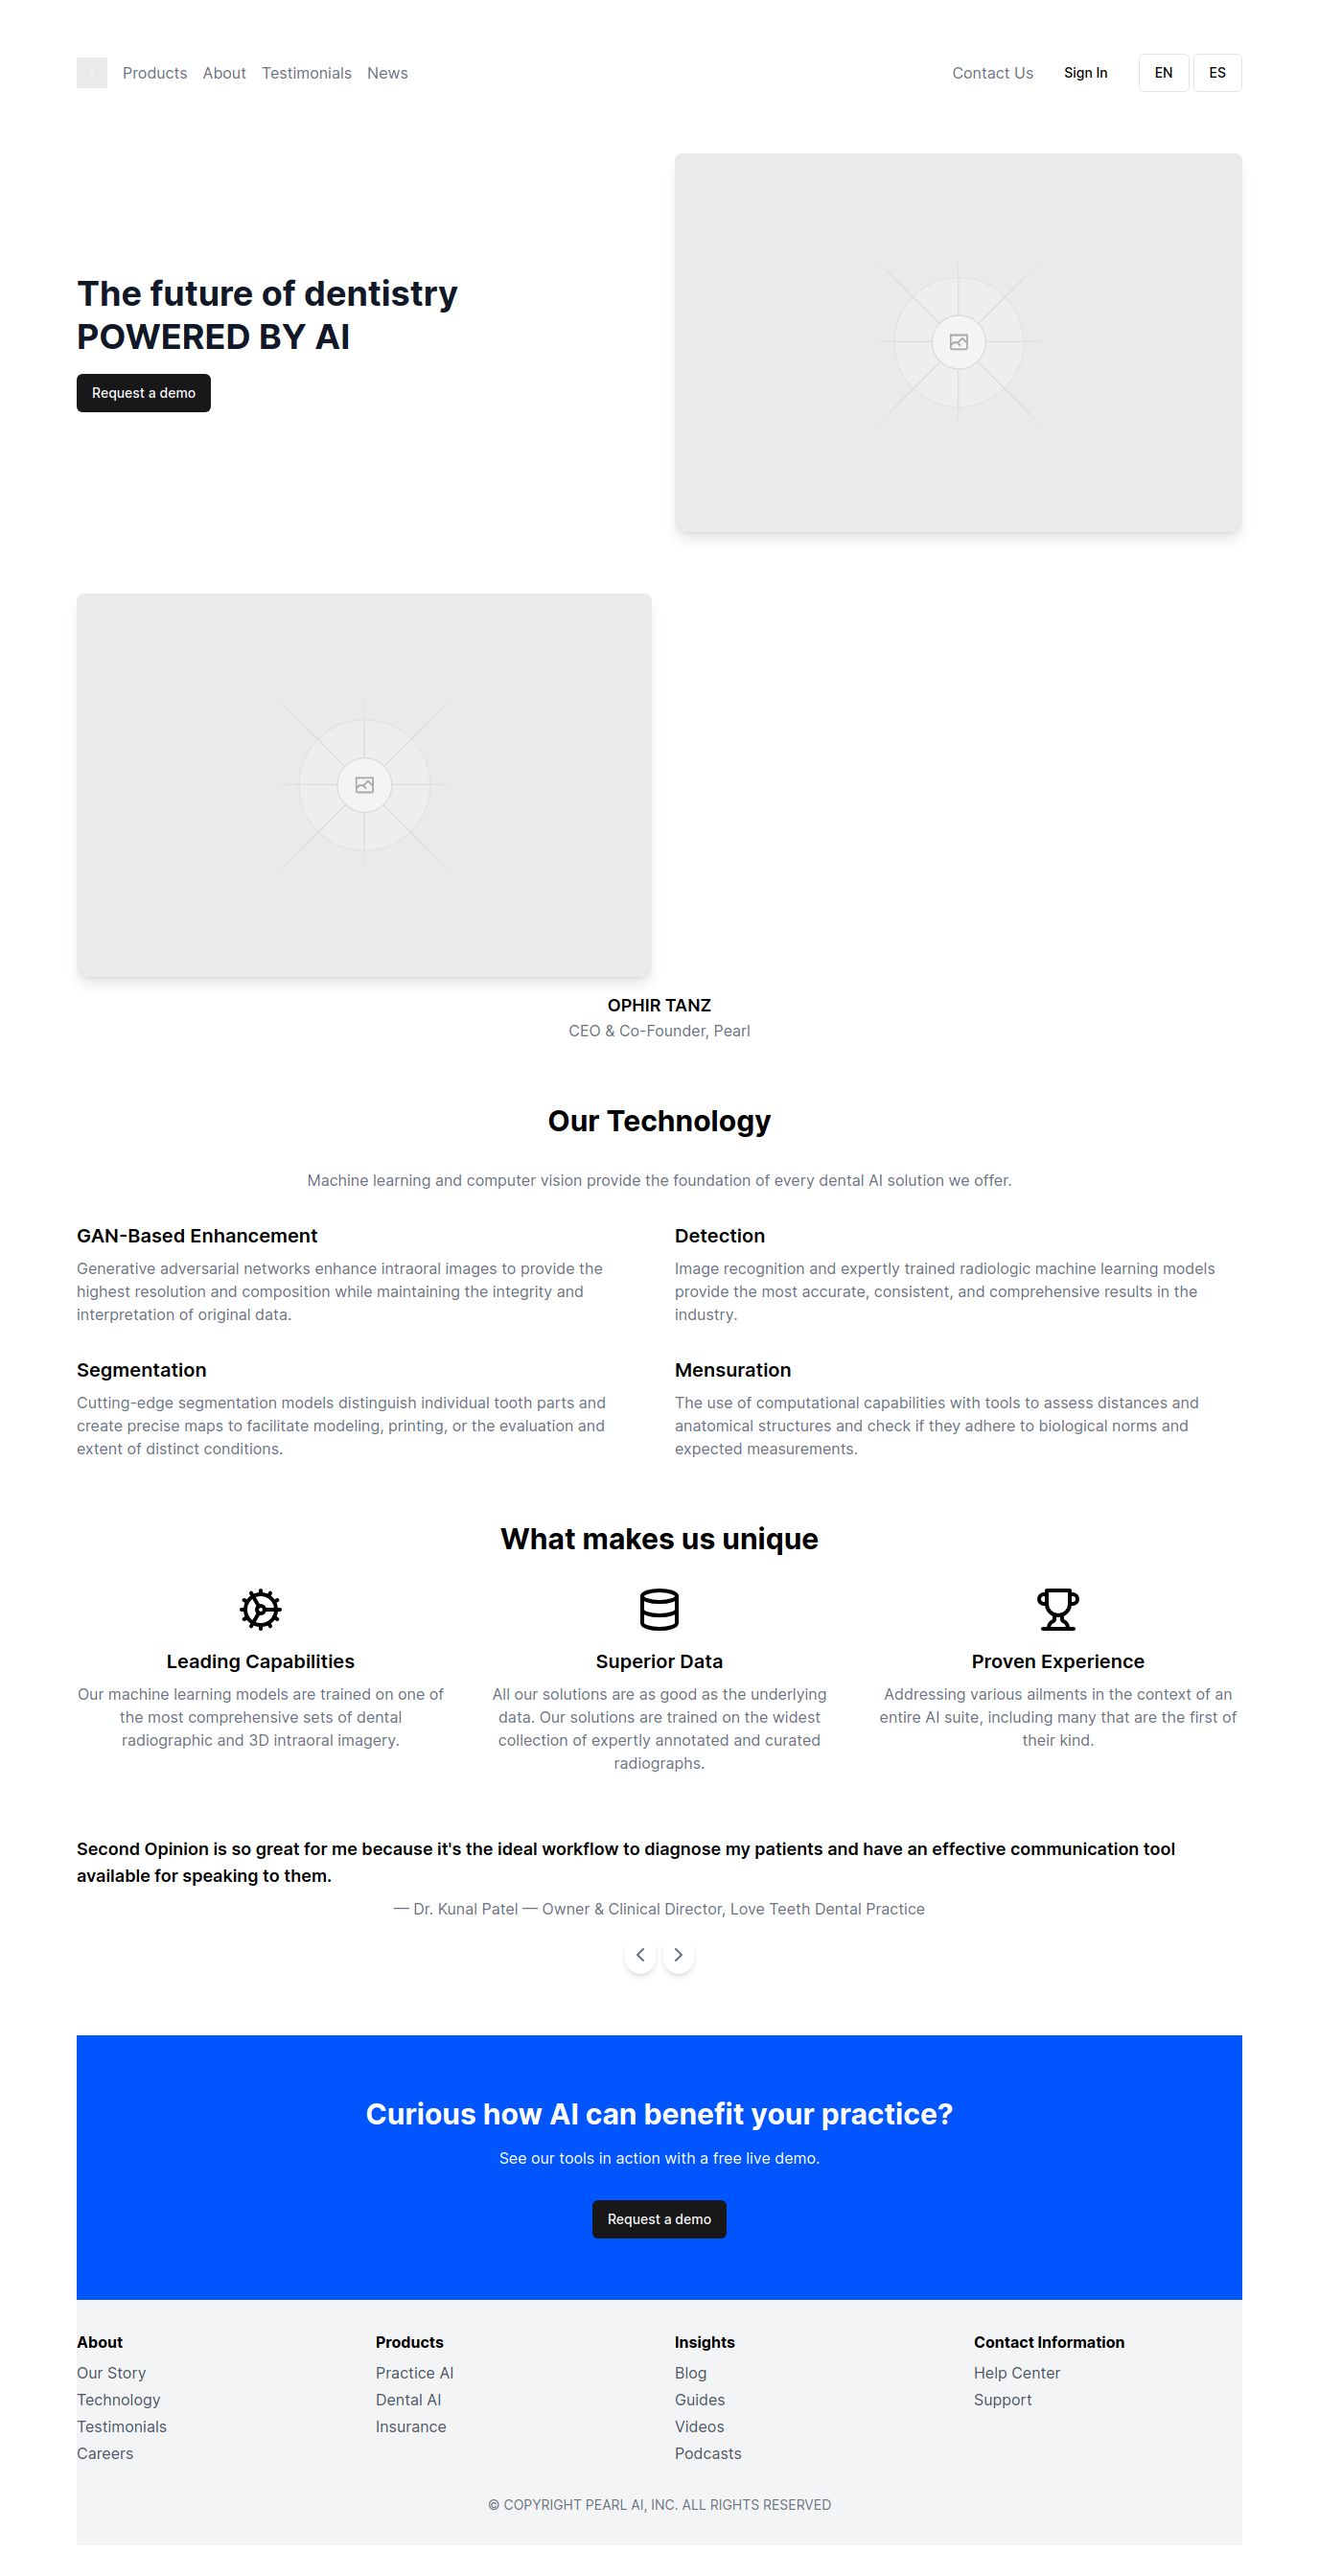 Products About Testimonials News Contact Us Sign In EN ES
The future of dentistry
POWERED BY AI
Request a demo
OPHIR TANZ
CEO & Co-Founder, Pearl
Our Technology
Machine learning and computer vision provide the foundation of every dental AI solution we offer.
GAN-Based Enhancement
Generative adversarial networks enhance intraoral images to provide the
highest resolution and composition while maintaining the integrity and
interpretation of original data.
Detection
Image recognition and expertly trained radiologic machine learning models
provide the most accurate, consistent, and comprehensive results in the
industry.
Segmentation
Cutting-edge segmentation models distinguish individual tooth parts and
create precise maps to facilitate modeling, printing, or the evaluation and
extent of distinct conditions.
Mensuration
The use of computational capabilities with tools to assess distances and
anatomical structures and check if they adhere to biological norms and
expected measurements.
What makes us unique
Leading Capabilities
Our machine learning models are trained on one of
the most comprehensive sets of dental
radiographic and 3D intraoral imagery.
Superior Data
All our solutions are as good as the underlying
data. Our solutions are trained on the widest
collection of expertly annotated and curated
radiographs.
Proven Experience
Addressing various ailments in the context of an
entire AI suite, including many that are the first of
their kind.
Second Opinion is so great for me because it's the ideal workflow to diagnose my patients and have an effective communication tool
available for speaking to them.
— Dr. Kunal Patel — Owner & Clinical Director, Love Teeth Dental Practice
Curious how AI can benefit your practice?
See our tools in action with a free live demo.
Request a demo
About
Our Story
Technology
Testimonials
Careers
Products
Practice AI
Dental AI
Insurance
Insights
Blog
Guides
Videos
Podcasts
Contact Information
Help Center
Support
© COPYRIGHT PEARL AI, INC. ALL RIGHTS RESERVED